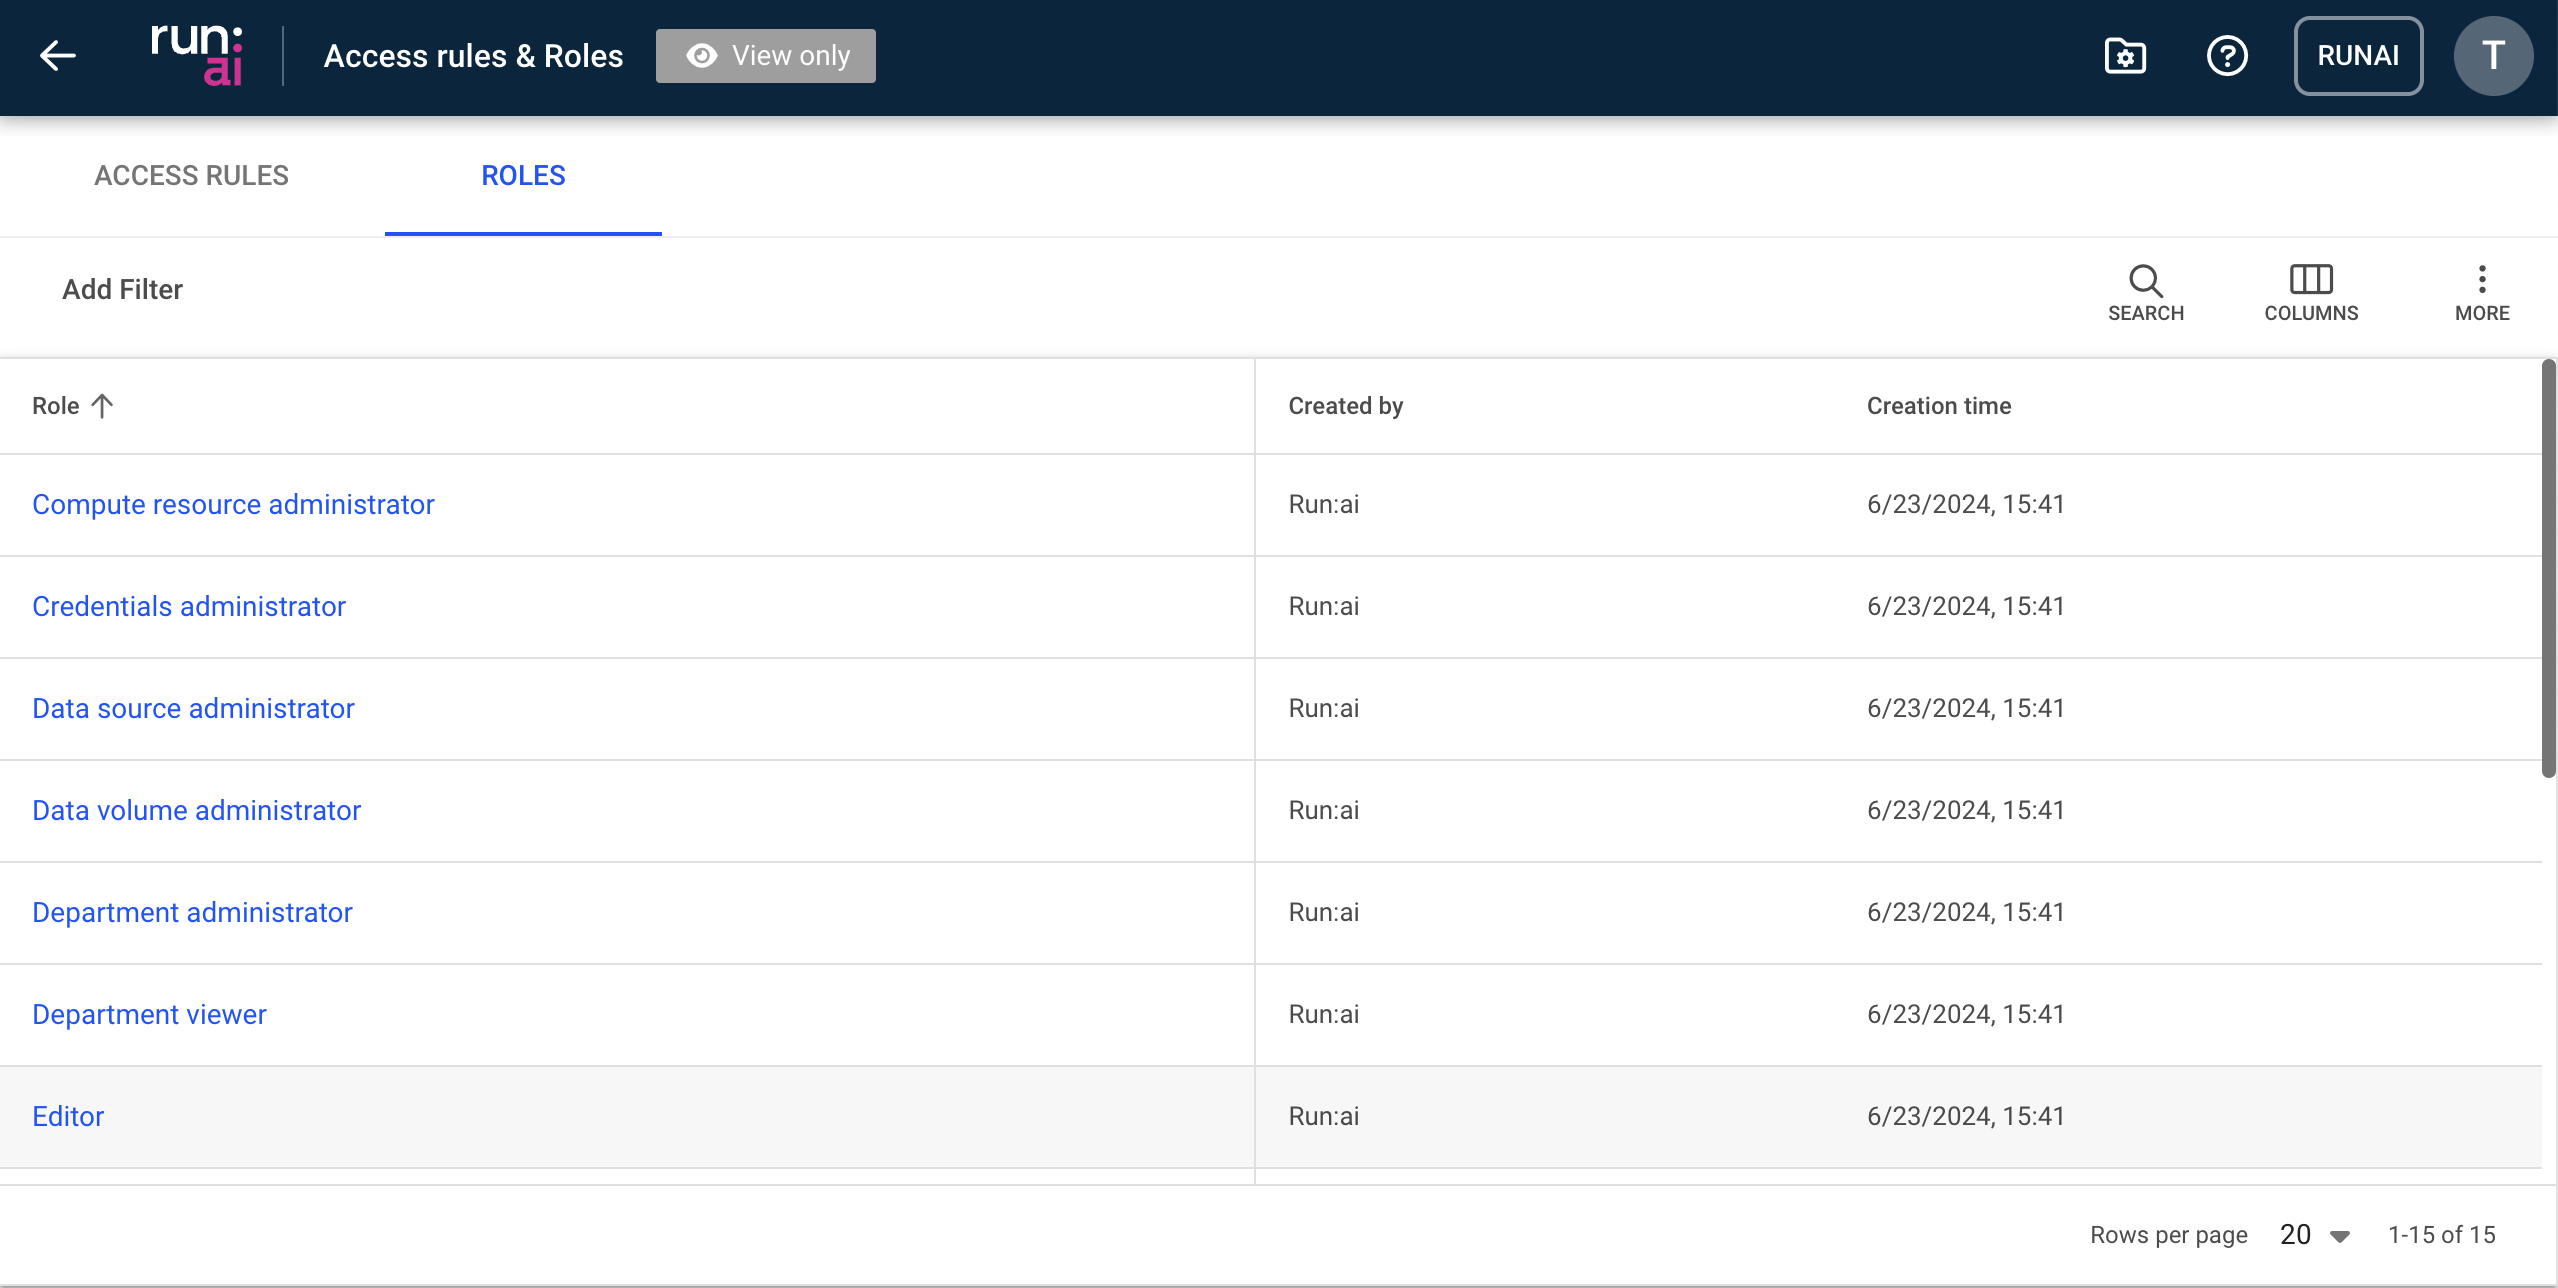 run:
ai
Access rules & Roles
View only
RUNAI
T
ACCESS RULES
ROLES
Add Filter
SEARCH
COLUMNS
MORE
Role
Created by
Creation time
Compute resource administrator
Run:ai
6/23/2024, 15:41
Credentials administrator
Run:ai
6/23/2024, 15:41
Data source administrator
Run:ai
6/23/2024, 15:41
Data volume administrator
Run:ai
6/23/2024, 15:41
Department administrator
Run:ai
6/23/2024, 15:41
Department viewer
Run:ai
6/23/2024, 15:41
Editor
Run:ai
6/23/2024, 15:41
Rows per page 20 1-15 of 15